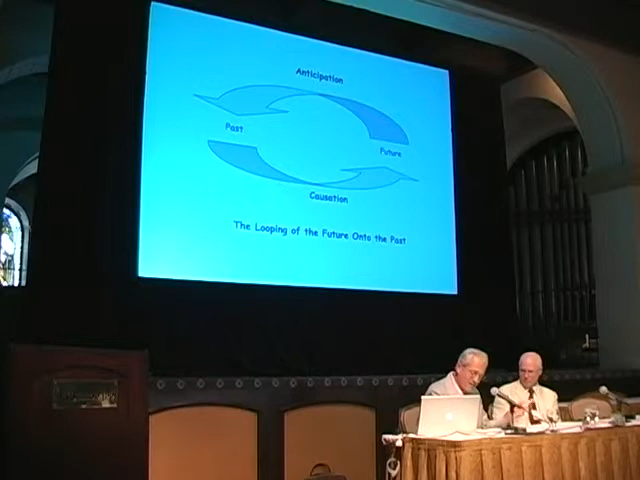 Anticipation
Past
Future
Causation
The Looping of the Future Onto the Past